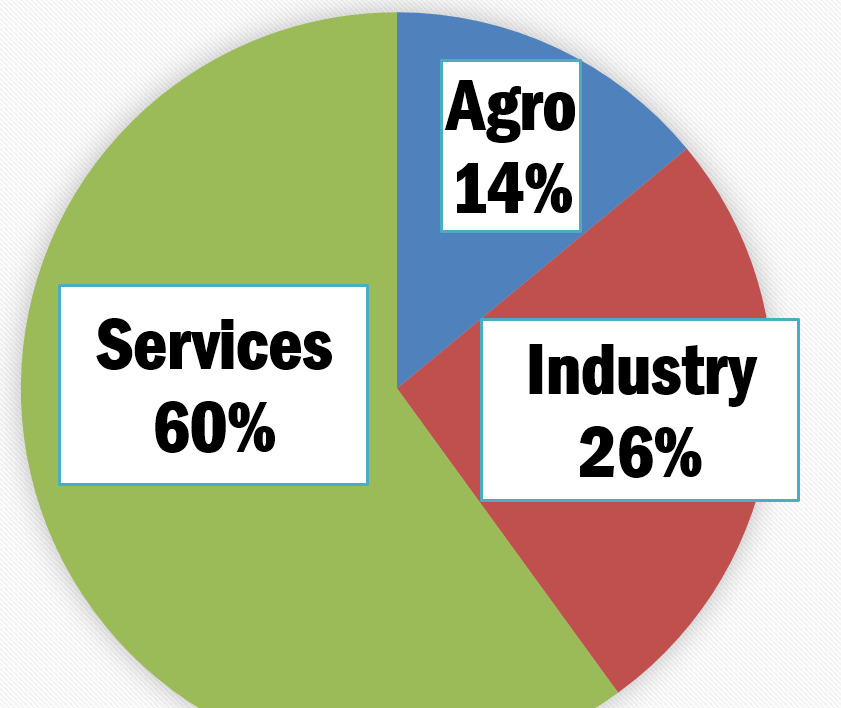 Agro
14%
Services
60%
Industry
26%